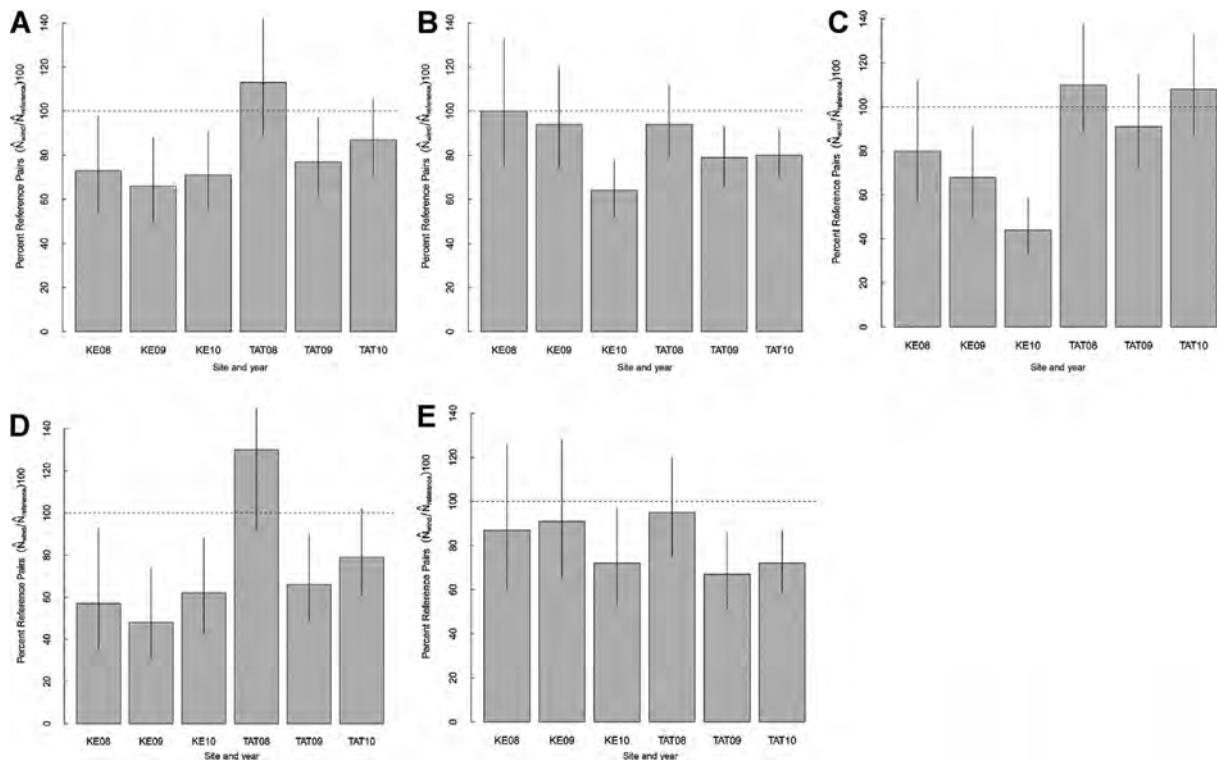 A
Percent Reference Pairs (N̂wind/N̂reference)100
140
120
100
80
60
40
20
0
KE08 KE09 KE10 TAT08 TAT09 TAT10
Site and year
B
Percent Reference Pairs (N̂wind/N̂reference)100
140
120
100
80
60
40
20
0
KE08 KE09 KE10 TAT08 TAT09 TAT10
Site and year
C
Percent Reference Pairs (N̂wind/N̂reference)100
140
120
100
80
60
40
20
0
KE08 KE09 KE10 TAT08 TAT09 TAT10
Site and year
D
Percent Reference Pairs (N̂wind/N̂reference)100
140
120
100
80
60
40
20
0
KE08 KE09 KE10 TAT08 TAT09 TAT10
Site and year
E
Percent Reference Pairs (N̂wind/N̂reference)100
140
120
100
80
60
40
20
0
KE08 KE09 KE10 TAT08 TAT09 TAT10
Site and year